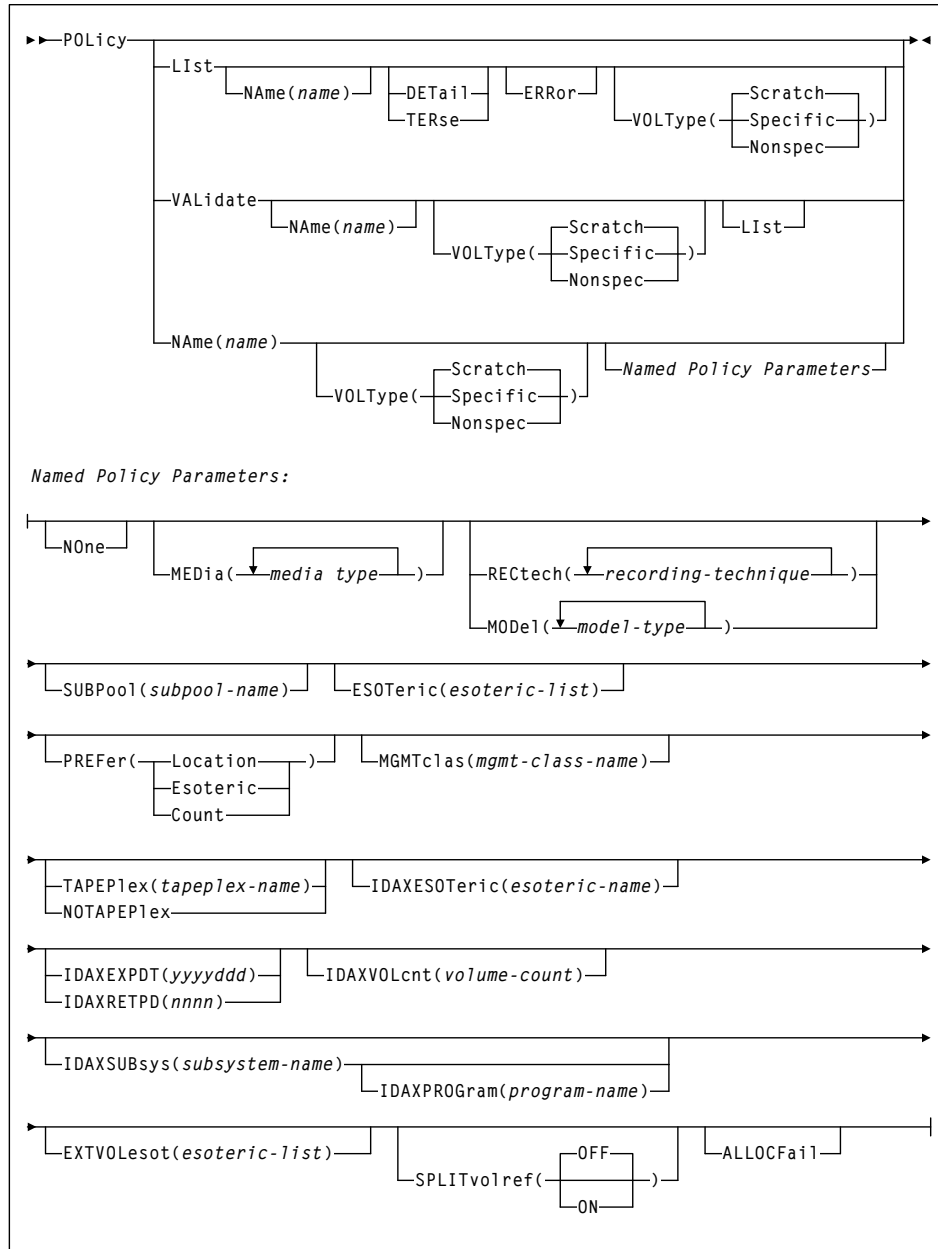 POLicy
LIst
NAme(name)
DETail
TERse
ERRor
VOLType(
Scratch
Specific
Nonspec
)
VALidate
NAme(name)
VOLType(
Scratch
Specific
Nonspec
)
LIst
NAme(name)
VOLType(
Scratch
Specific
Nonspec
)
Named Policy Parameters
Named Policy Parameters:
NOne
MEDia(
media type
)
RECtech(
recording-technique
)
MODel(
model-type
)
SUBPool(subpool-name)
ESOTeric(esoteric-list)
PREFer(
Location
Esoteric
Count
)
MGMTclas(mgmt-class-name)
TAPEPlex(tapeplex-name)
NOTAPEPlex
IDAXESOTeric(esoteric-name)
IDAXEXPDT(yyyyddd)
IDAXRETPD(nnnn)
IDAXVOLcnt(volume-count)
IDAXSUBsys(subsystem-name)
IDAXPROGram(program-name)
EXTVOLesot(esoteric-list)
SPLITvolref(
OFF
ON
)
ALLOCFail